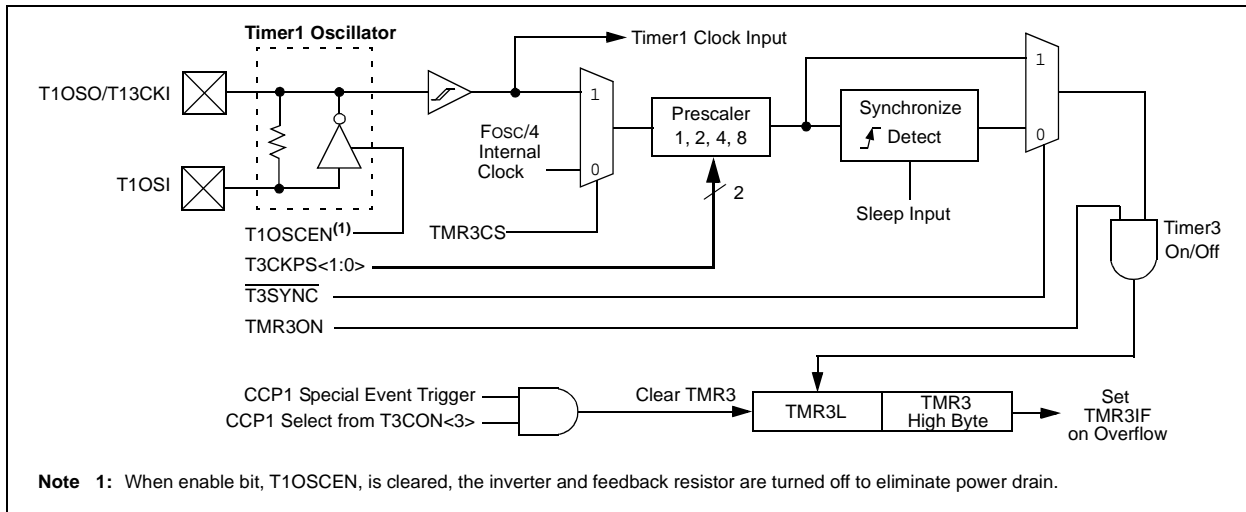 Timer1 Oscillator
Timer1 Clock Input
T1OSO/T13CKI
T1OSI
1
0
FOSC/4
Internal
Clock
Prescaler
1, 2, 4, 8
2
Synchronize
Detect
Sleep Input
1
0
T1OSCEN(1)
TMR3CS
T3CKPS<1:0>
T3SYNC
TMR3ON
Timer3
On/Off
CCP1 Special Event Trigger
CCP1 Select from T3CON<3>
Clear TMR3
TMR3L
TMR3
High Byte
Set
TMR3IF
on Overflow
Note 1: When enable bit, T1OSCEN, is cleared, the inverter and feedback resistor are turned off to eliminate power drain.